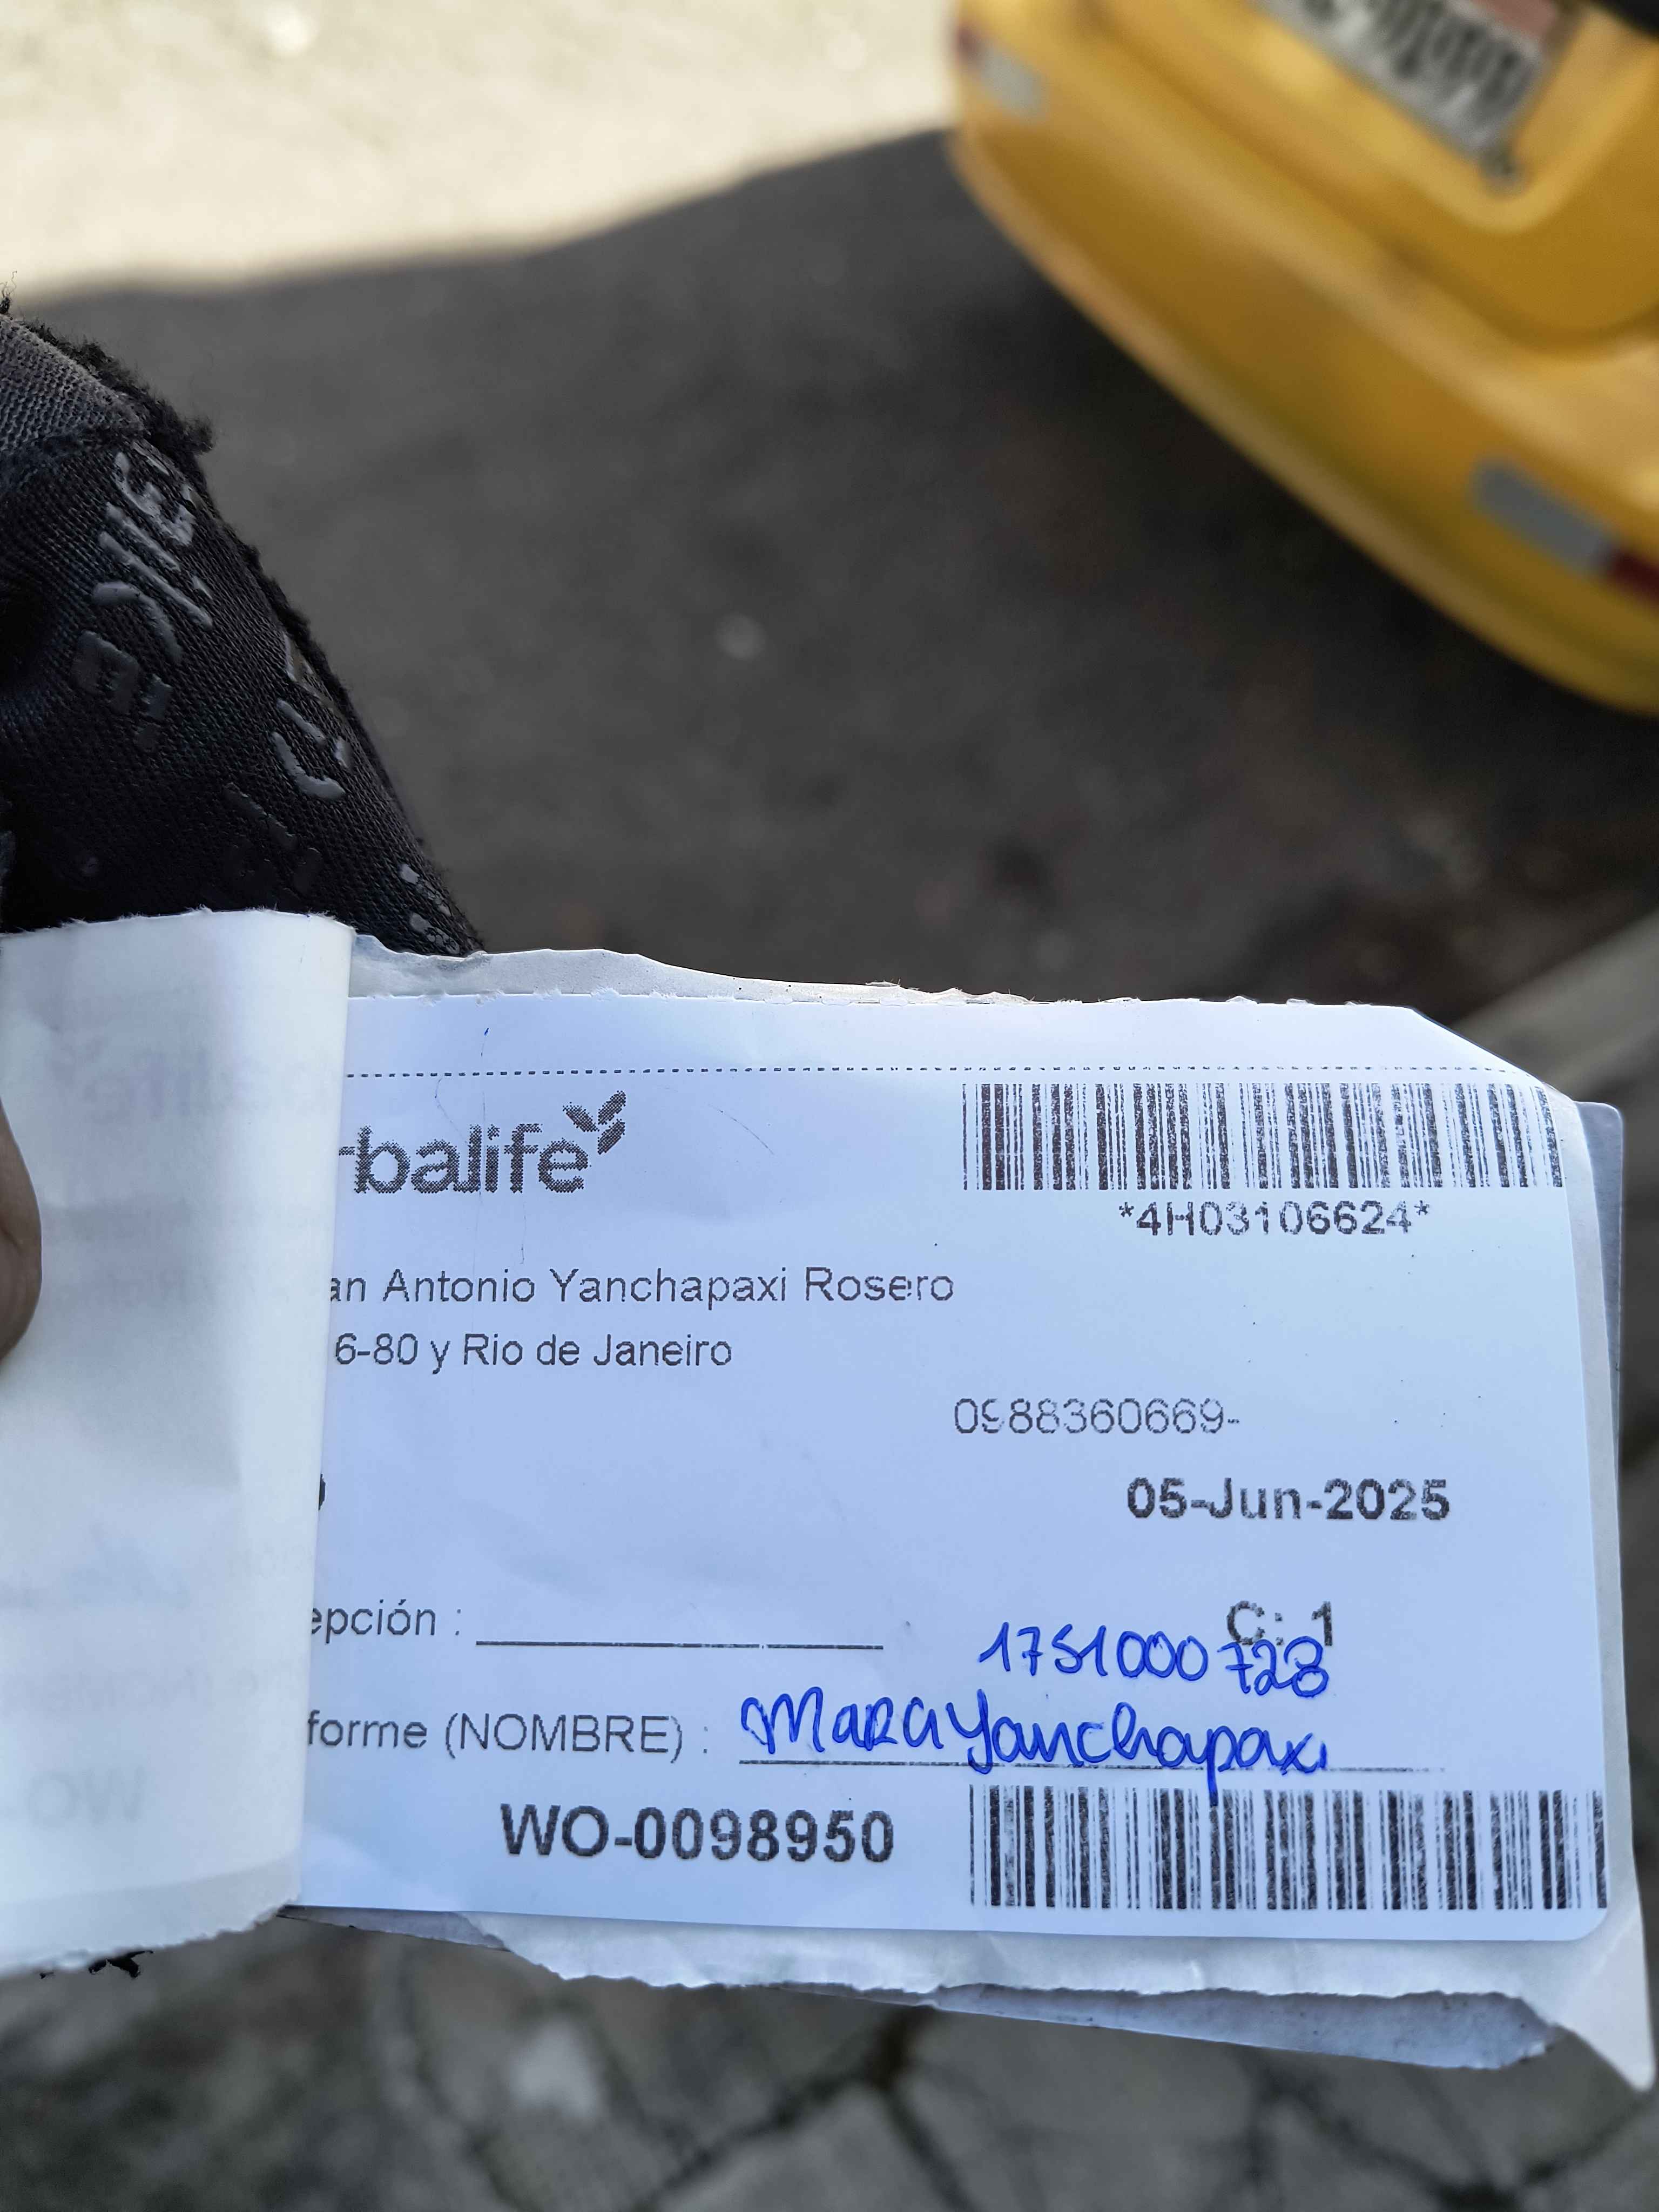 rbalife
*4H03106624*
an Antonio Yanchapaxi Rosero
6-80 y Rio de Janeiro
0988360669-
05-Jun-2025
epción :
C: 1
1751000728
forme (NOMBRE) : Mara Yanchapaxi
WO-0098950